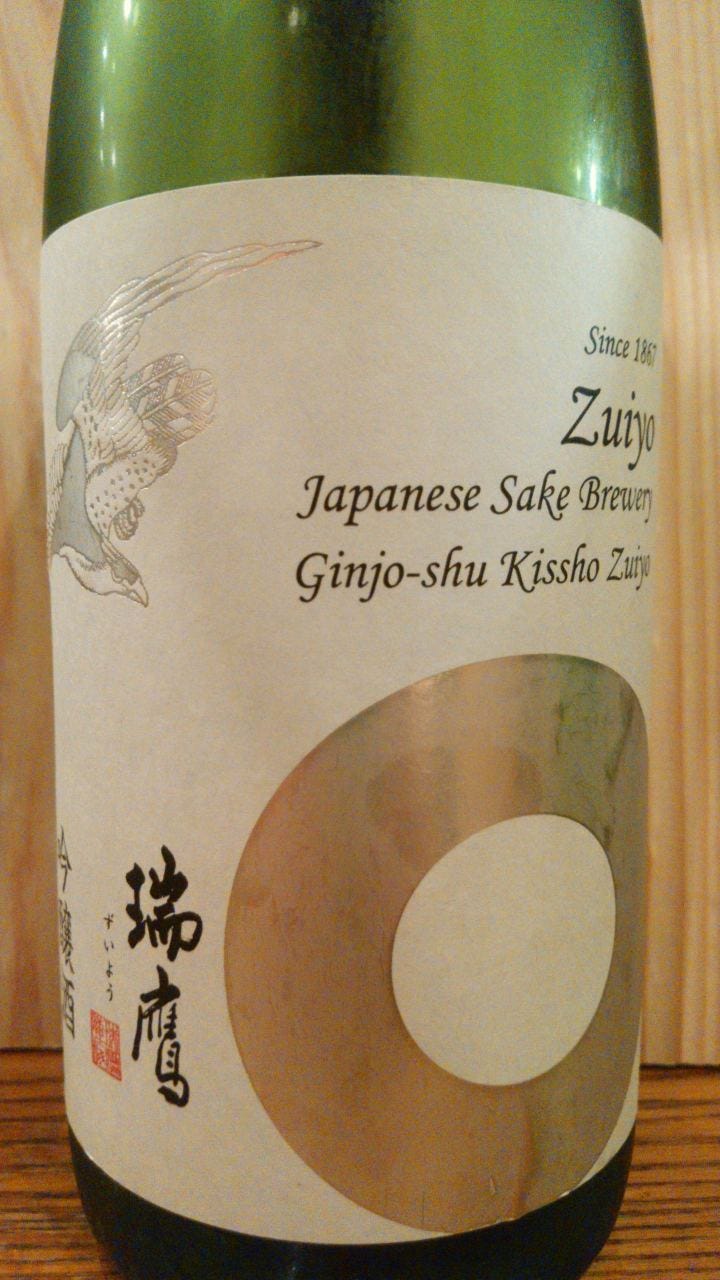 Since 1867
Zuiyo
Japanese Sake Brewery
Ginjo-shu Kissho Zuiyo
瑞鷹
ずいよう
吟醸酒